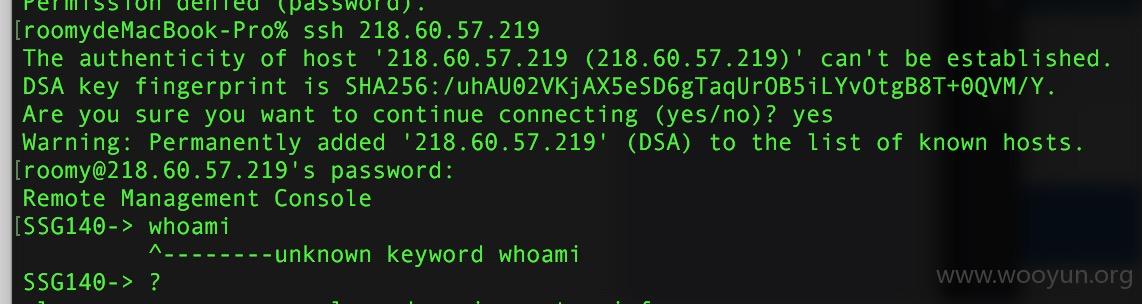 Permission denied (password).
[roomydeMacBook-Pro% ssh 218.60.57.219
The authenticity of host '218.60.57.219 (218.60.57.219)' can't be established.
DSA key fingerprint is SHA256:/uhAU02VKjAX5eSD6gTaqUrOB5iLYvOtgB8T+0QVM/Y.
Are you sure you want to continue connecting (yes/no)? yes
Warning: Permanently added '218.60.57.219' (DSA) to the list of known hosts.
[roomy@218.60.57.219's password:
Remote Management Console
[SSG140-> whoami
^--------unknown keyword whoami
SSG140-> ?
www.wooyun.org